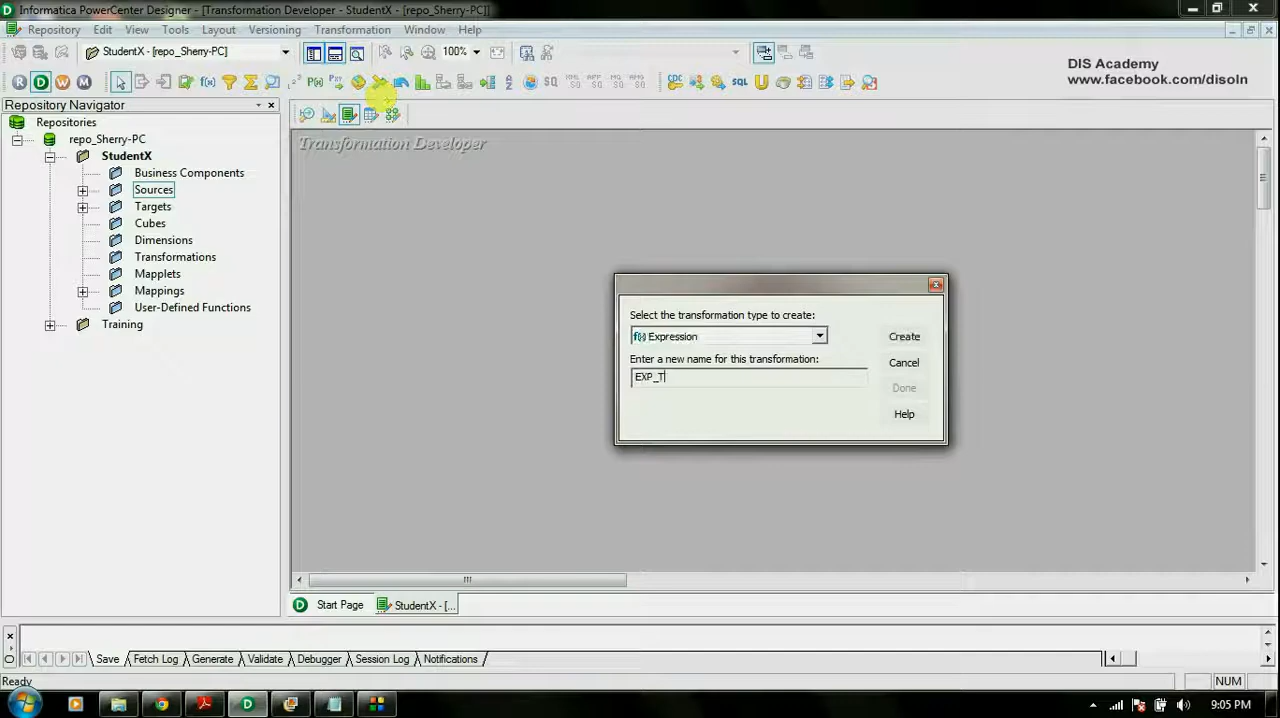 Informatica PowerCenter Designer - [Transformation Developer - StudentX - [repo_Sherry-PC]]
Repository Edit View Tools Layout Versioning Transformation Window Help
StudentX - [repo_Sherry-PC]
100%
DIS Academy
www.facebook.com/disoln
R D W M
Repository Navigator
Repositories
repo_Sherry-PC
StudentX
Business Components
Sources
Targets
Cubes
Dimensions
Transformations
Mapplets
Mappings
User-Defined Functions
Training
Transformation Developer
Select the transformation type to create:
f(x) Expression
Create
Enter a new name for this transformation:
Cancel
EXP_T
Done
Help
Start Page
StudentX - [...
Save Fetch Log Generate Validate Debugger Session Log Notifications
Ready
NUM
9:05 PM